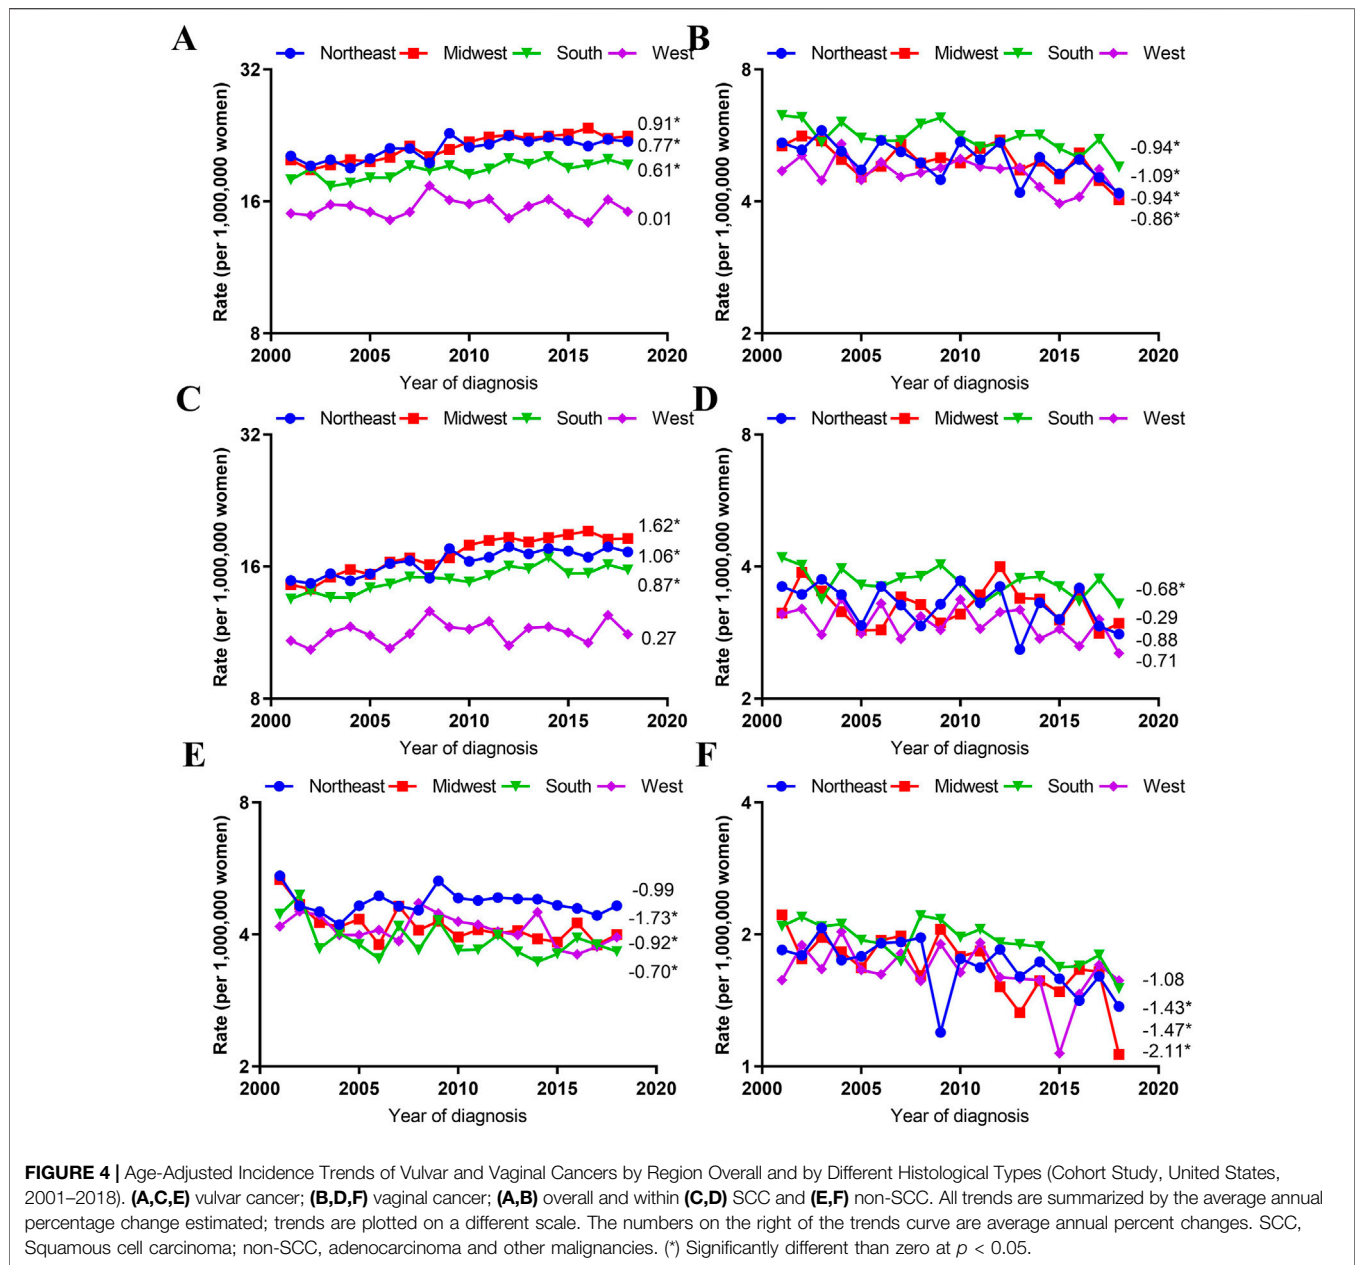 A
B
Northeast Midwest South West
Northeast Midwest South West
Rate (per 1,000,000 women)
32
16
8
0.91*
0.77*
0.61*
0.01
2000 2005 2010 2015 2020
Year of diagnosis
Rate (per 1,000,000 women)
8
4
2
-0.94*
-1.09*
-0.94*
-0.86*
2000 2005 2010 2015 2020
Year of diagnosis
C
D
Northeast Midwest South West
Northeast Midwest South West
Rate (per 1,000,000 women)
32
16
8
1.62*
1.06*
0.87*
0.27
2000 2005 2010 2015 2020
Year of diagnosis
Rate (per 1,000,000 women)
8
4
2
-0.68*
-0.29
-0.88
-0.71
2000 2005 2010 2015 2020
Year of diagnosis
E
F
Northeast Midwest South West
Northeast Midwest South West
Rate (per 1,000,000 women)
8
4
2
-0.99
-1.73*
-0.92*
-0.70*
2000 2005 2010 2015 2020
Year of diagnosis
Rate (per 1,000,000 women)
4
2
1
-1.08
-1.43*
-1.47*
-2.11*
2000 2005 2010 2015 2020
Year of diagnosis
FIGURE 4 | Age-Adjusted Incidence Trends of Vulvar and Vaginal Cancers by Region Overall and by Different Histological Types (Cohort Study, United States,
2001–2018). (A,C,E) vulvar cancer; (B,D,F) vaginal cancer; (A,B) overall and within (C,D) SCC and (E,F) non-SCC. All trends are summarized by the average annual
percentage change estimated; trends are plotted on a different scale. The numbers on the right of the trends curve are average annual percent changes. SCC,
Squamous cell carcinoma; non-SCC, adenocarcinoma and other malignancies. (*) Significantly different than zero at p < 0.05.